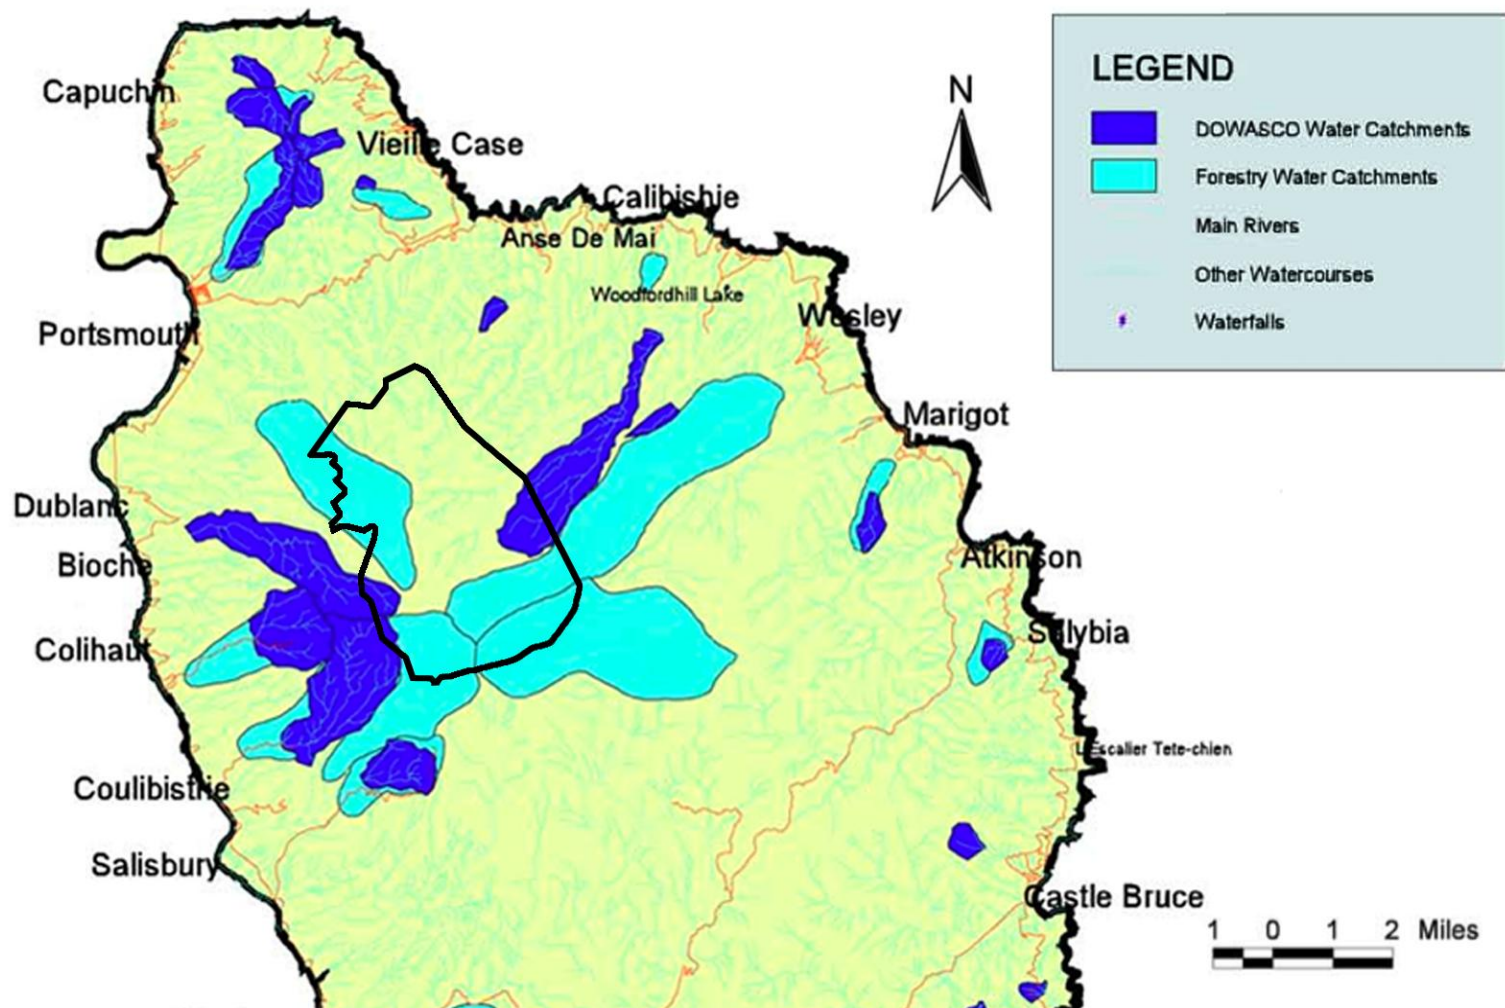 LEGEND
DOWASCO Water Catchments
Forestry Water Catchments
Main Rivers
Other Watercourses
Waterfalls
N
Capuchin
Vieille Case
Calibishie
Anse De Mai
Woodfordhill Lake
Wesley
Portsmouth
Marigot
Dublanc
Atkinson
Bioche
Salybia
Colihaut
L'Escalier Tete-chien
Coulibistrie
Salisbury
Castle Bruce
1 0 1 2 Miles